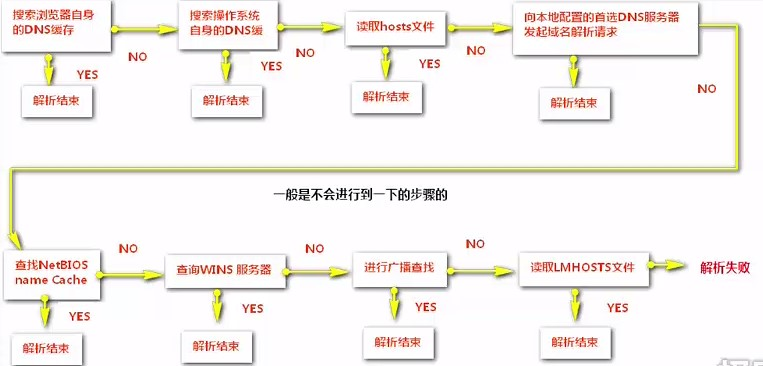 搜索浏览器自身
的DNS缓存
NO
YES
解析结束
搜索操作系统
自身的DNS缓
NO
YES
解析结束
读取hosts文件
NO
YES
解析结束
向本地配置的首选DNS服务器
发起域名解析请求
NO
YES
解析结束
一般是不会进行到一下的步骤的
查找NetBIOS
name Cache
NO
YES
解析结束
查询WINS 服务器
NO
YES
解析结束
进行广播查找
NO
YES
解析结束
读取LMHOSTS文件
YES
解析结束
解析失败